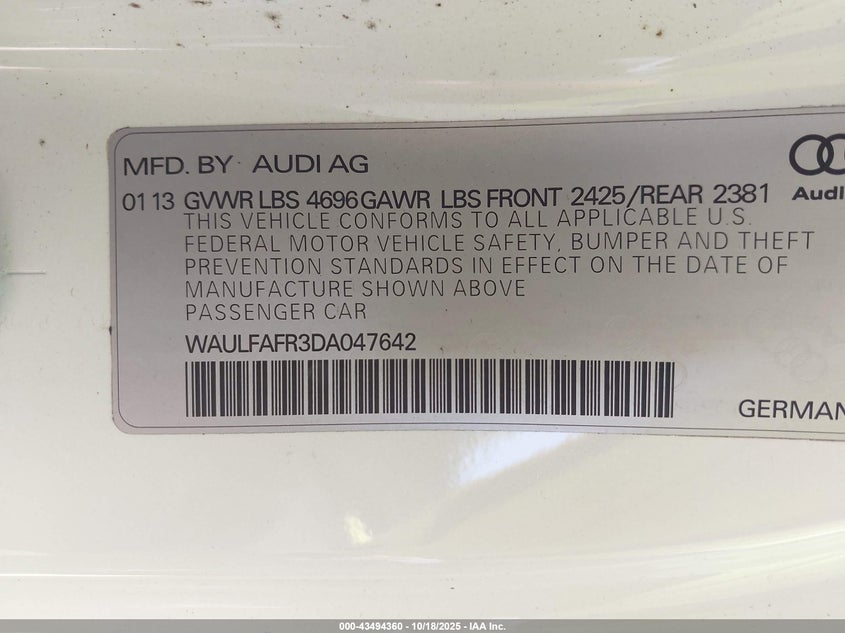 MFD. BY AUDI AG
Audi
01 13 GVWR LBS 4696 GAWR LBS FRONT 2425/REAR 2381
THIS VEHICLE CONFORMS TO ALL APPLICABLE U.S.
FEDERAL MOTOR VEHICLE SAFETY, BUMPER AND THEFT
PREVENTION STANDARDS IN EFFECT ON THE DATE OF
MANUFACTURE SHOWN ABOVE
PASSENGER CAR
WAULFAFR3DA047642
GERMAN
000-43494360 - 10/18/2025 - IAA Inc.